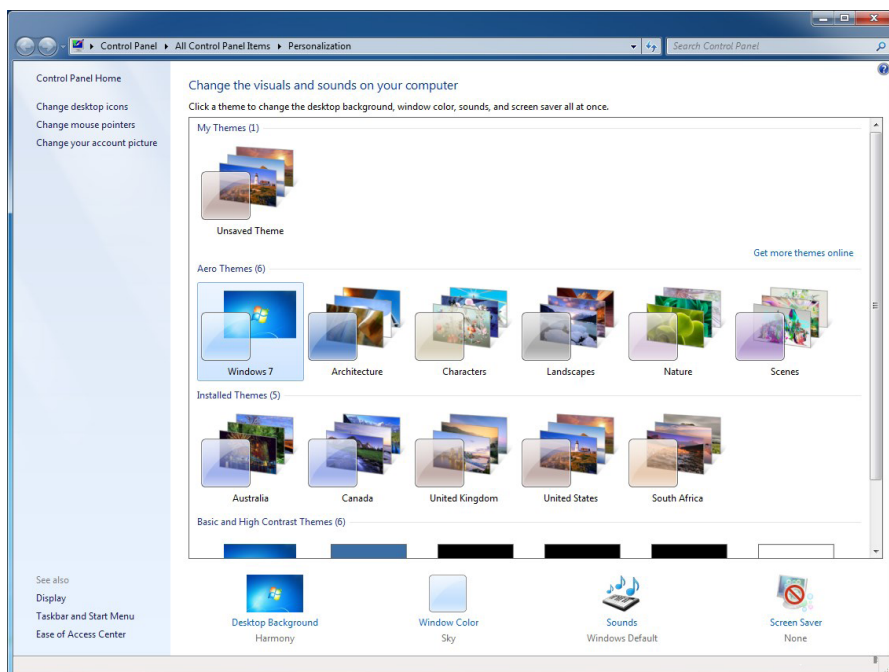 Control Panel All Control Panel Items Personalization
Search Control Panel
Control Panel Home
Change desktop icons
Change mouse pointers
Change your account picture
See also
Display
Taskbar and Start Menu
Ease of Access Center
Change the visuals and sounds on your computer
Click a theme to change the desktop background, window color, sounds, and screen saver all at once.
My Themes (1)
Unsaved Theme
Get more themes online
Aero Themes (6)
Windows 7 Architecture Characters Landscapes Nature Scenes
Installed Themes (5)
Australia Canada United Kingdom United States South Africa
Basic and High Contrast Themes (6)
Desktop Background Window Color Sounds Screen Saver
Harmony Sky Windows Default None